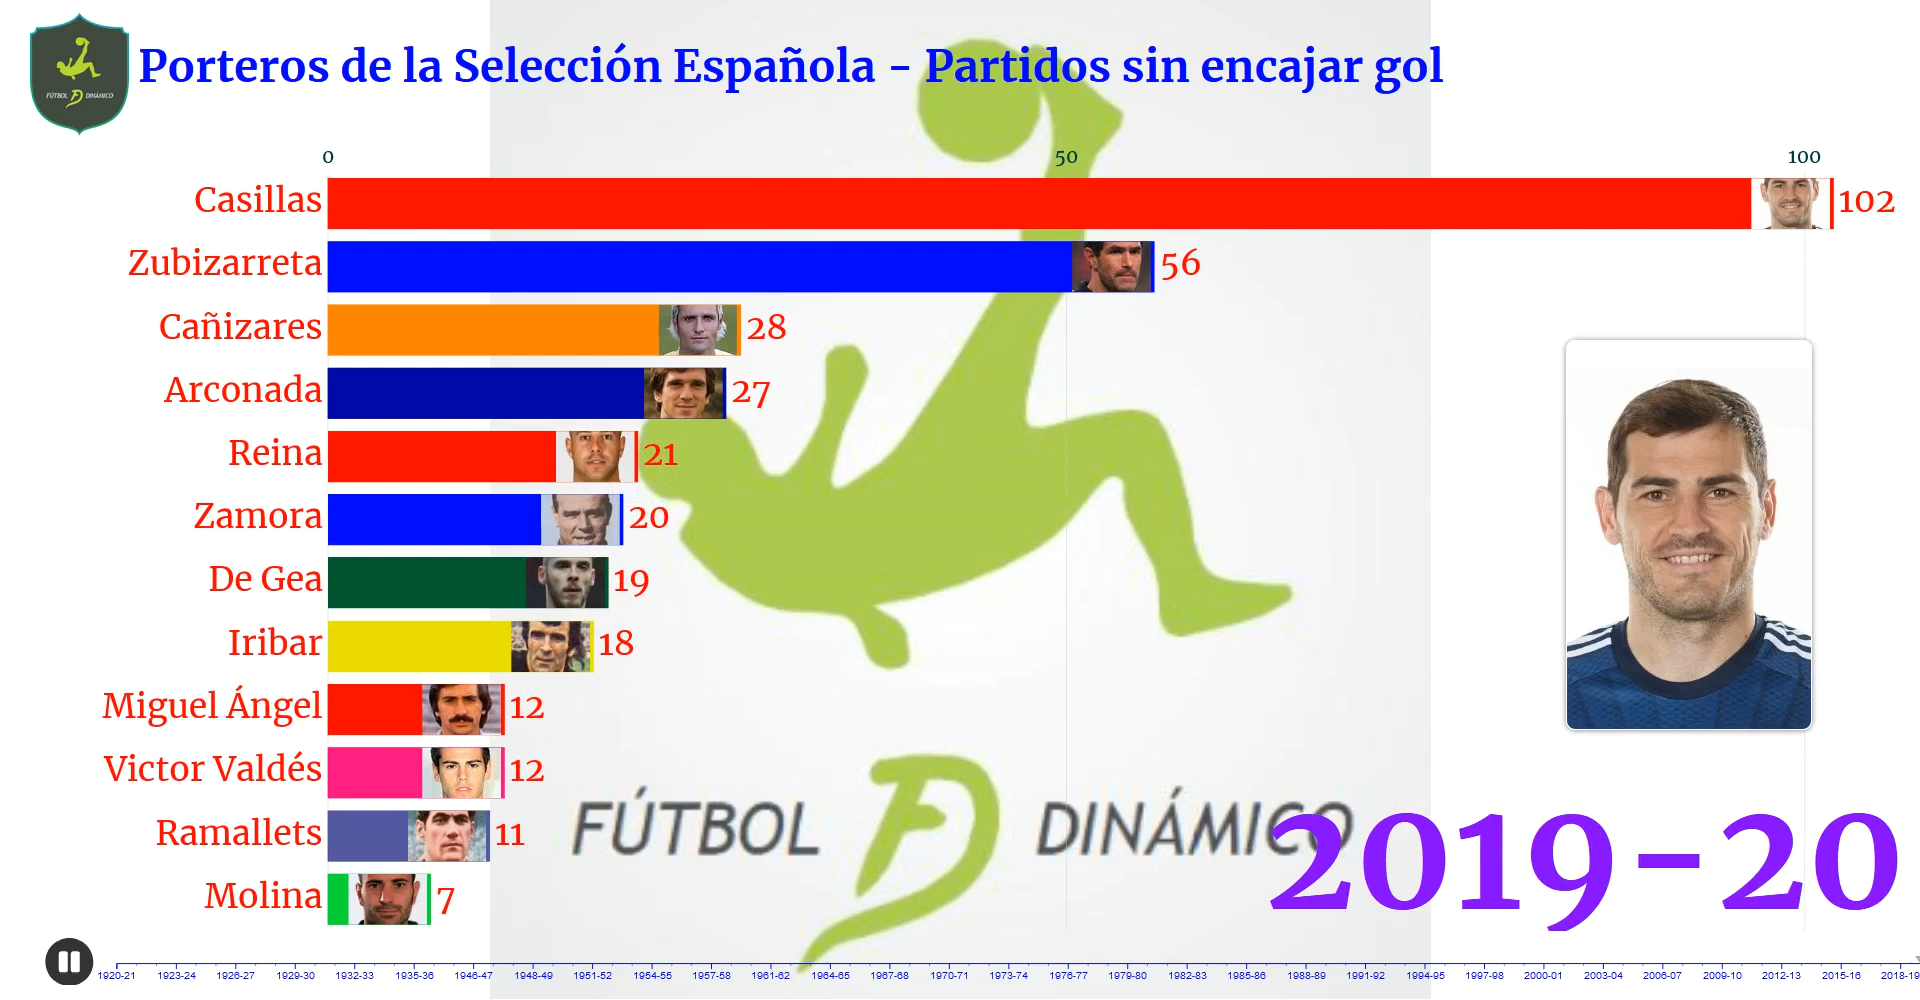 Porteros de la Selección Española - Partidos sin encajar gol
FÚTBOL FD DINÁMICO
0 50 100
Casillas 102
Zubizarreta 56
Cañizares 28
Arconada 27
Reina 21
Zamora 20
De Gea 19
Iribar 18
Miguel Ángel 12
Victor Valdés 12
Ramallets 11
Molina 7
FÚTBOL FD DINÁMICO
2019-20
1920-21 1923-24 1926-27 1929-30 1932-33 1935-36 1946-47 1948-49 1951-52 1954-55 1957-58 1961-62 1964-65 1967-68 1970-71 1973-74 1976-77 1979-80 1982-83 1985-86 1988-89 1991-92 1994-95 1997-98 2000-01 2003-04 2006-07 2009-10 2012-13 2015-16 2018-19